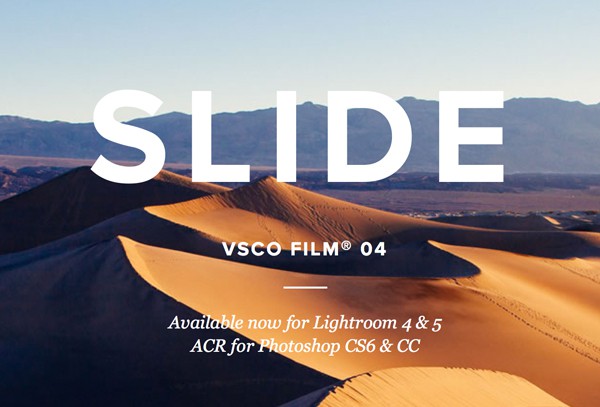 SLIDE
VSCO FILM® 04
Available now for Lightroom 4 & 5
ACR for Photoshop CS6 & CC